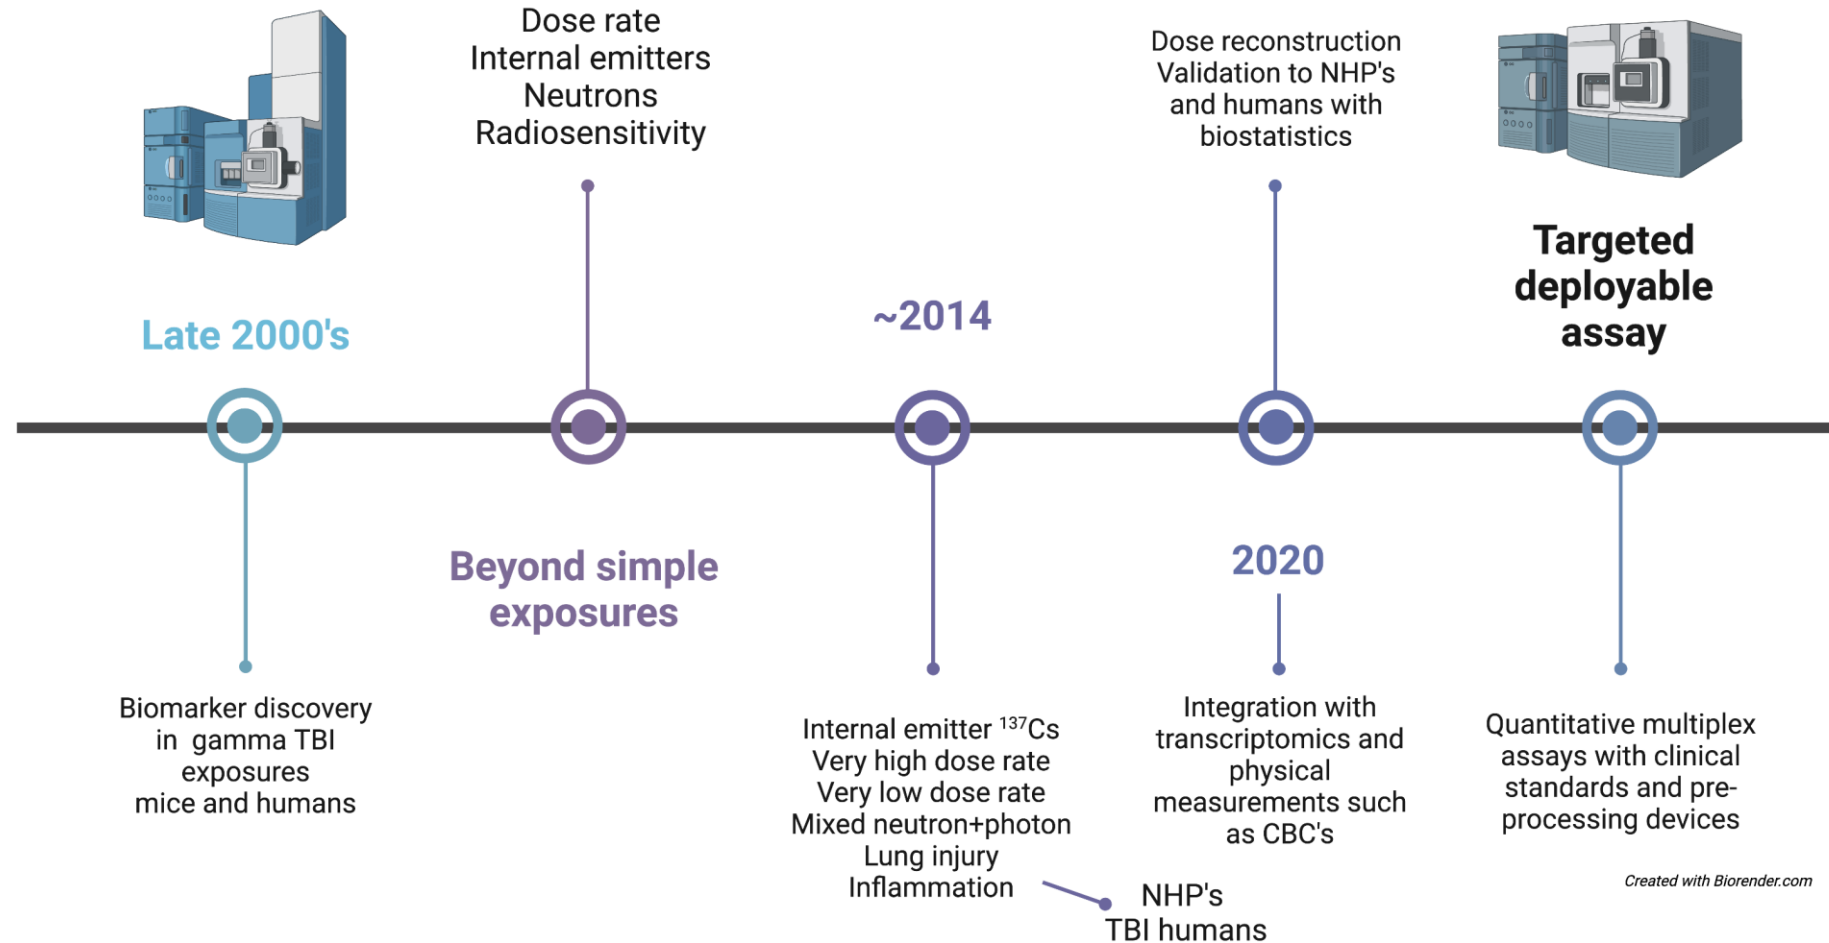 Dose rate
Internal emitters
Neutrons
Radiosensitivity
Dose reconstruction
Validation to NHP's
and humans with
biostatistics
Targeted
deployable
assay
Late 2000's
~2014
Beyond simple
exposures
2020
Biomarker discovery
in gamma TBI
exposures
mice and humans
Internal emitter ¹³⁷Cs
Very high dose rate
Very low dose rate
Mixed neutron+photon
Lung injury
Inflammation
NHP's
TBI humans
Integration with
transcriptomics and
physical
measurements such
as CBC's
Quantitative multiplex
assays with clinical
standards and pre-
processing devices
Created with Biorender.com